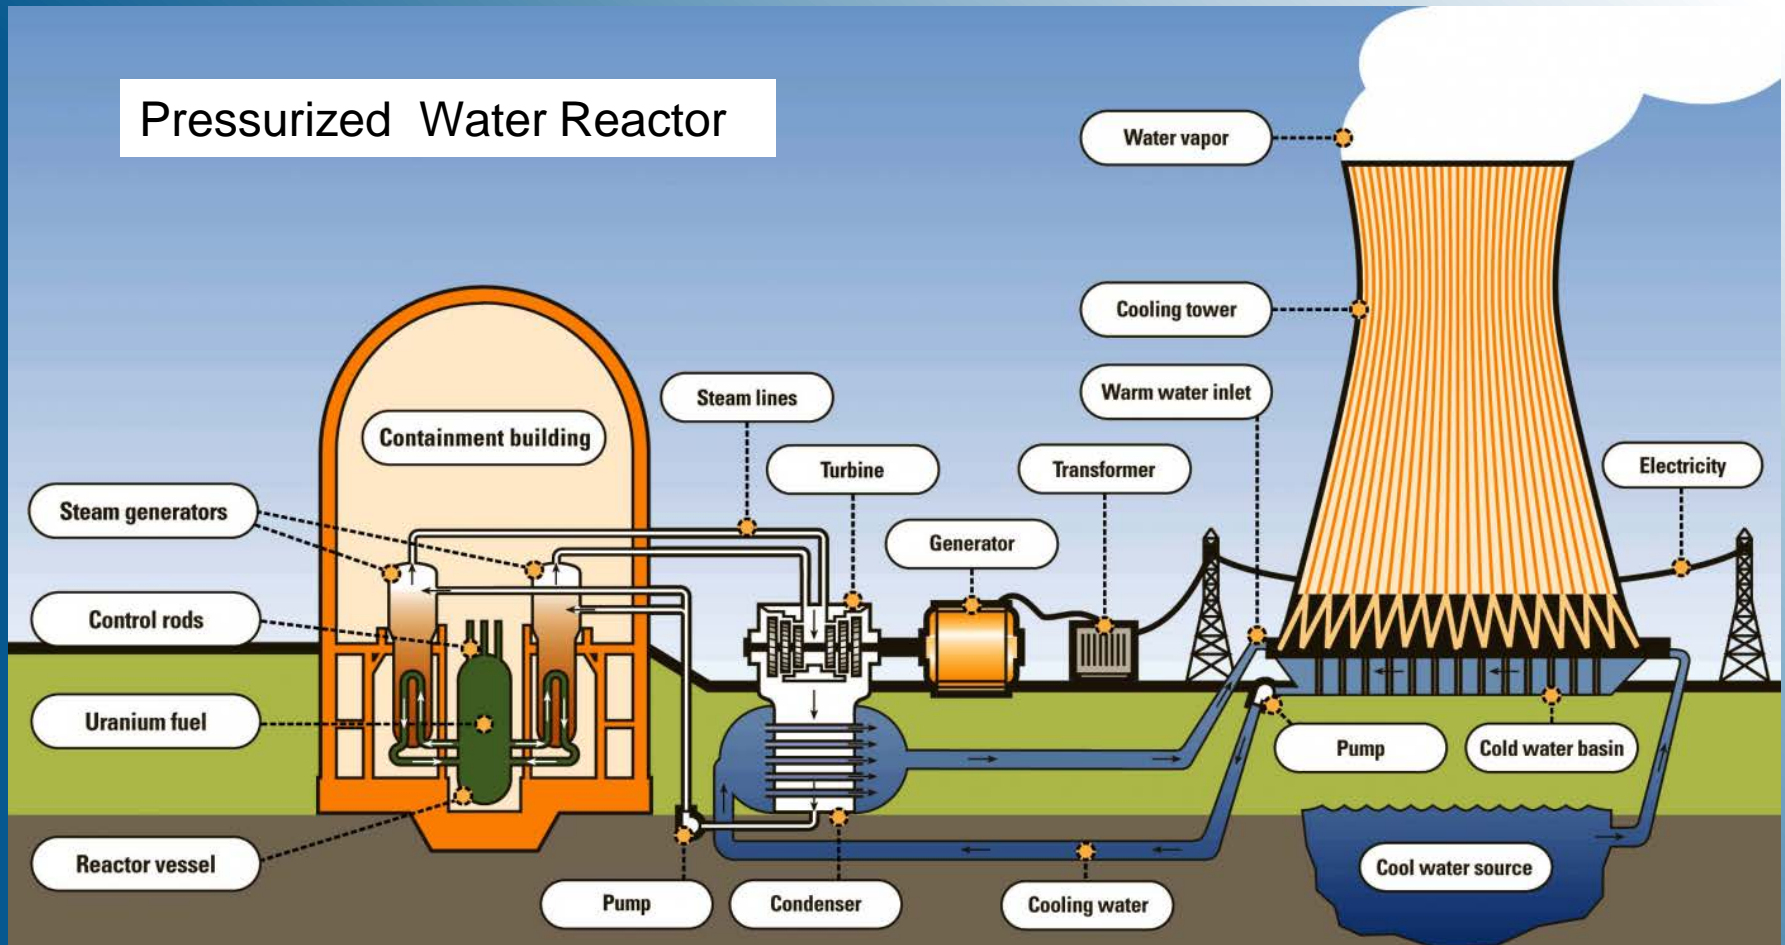 Pressurized Water Reactor
Water vapor
Cooling tower
Warm water inlet
Steam lines
Containment building
Turbine
Transformer
Electricity
Steam generators
Generator
Control rods
Uranium fuel
Pump
Cold water basin
Reactor vessel
Cool water source
Pump
Condenser
Cooling water